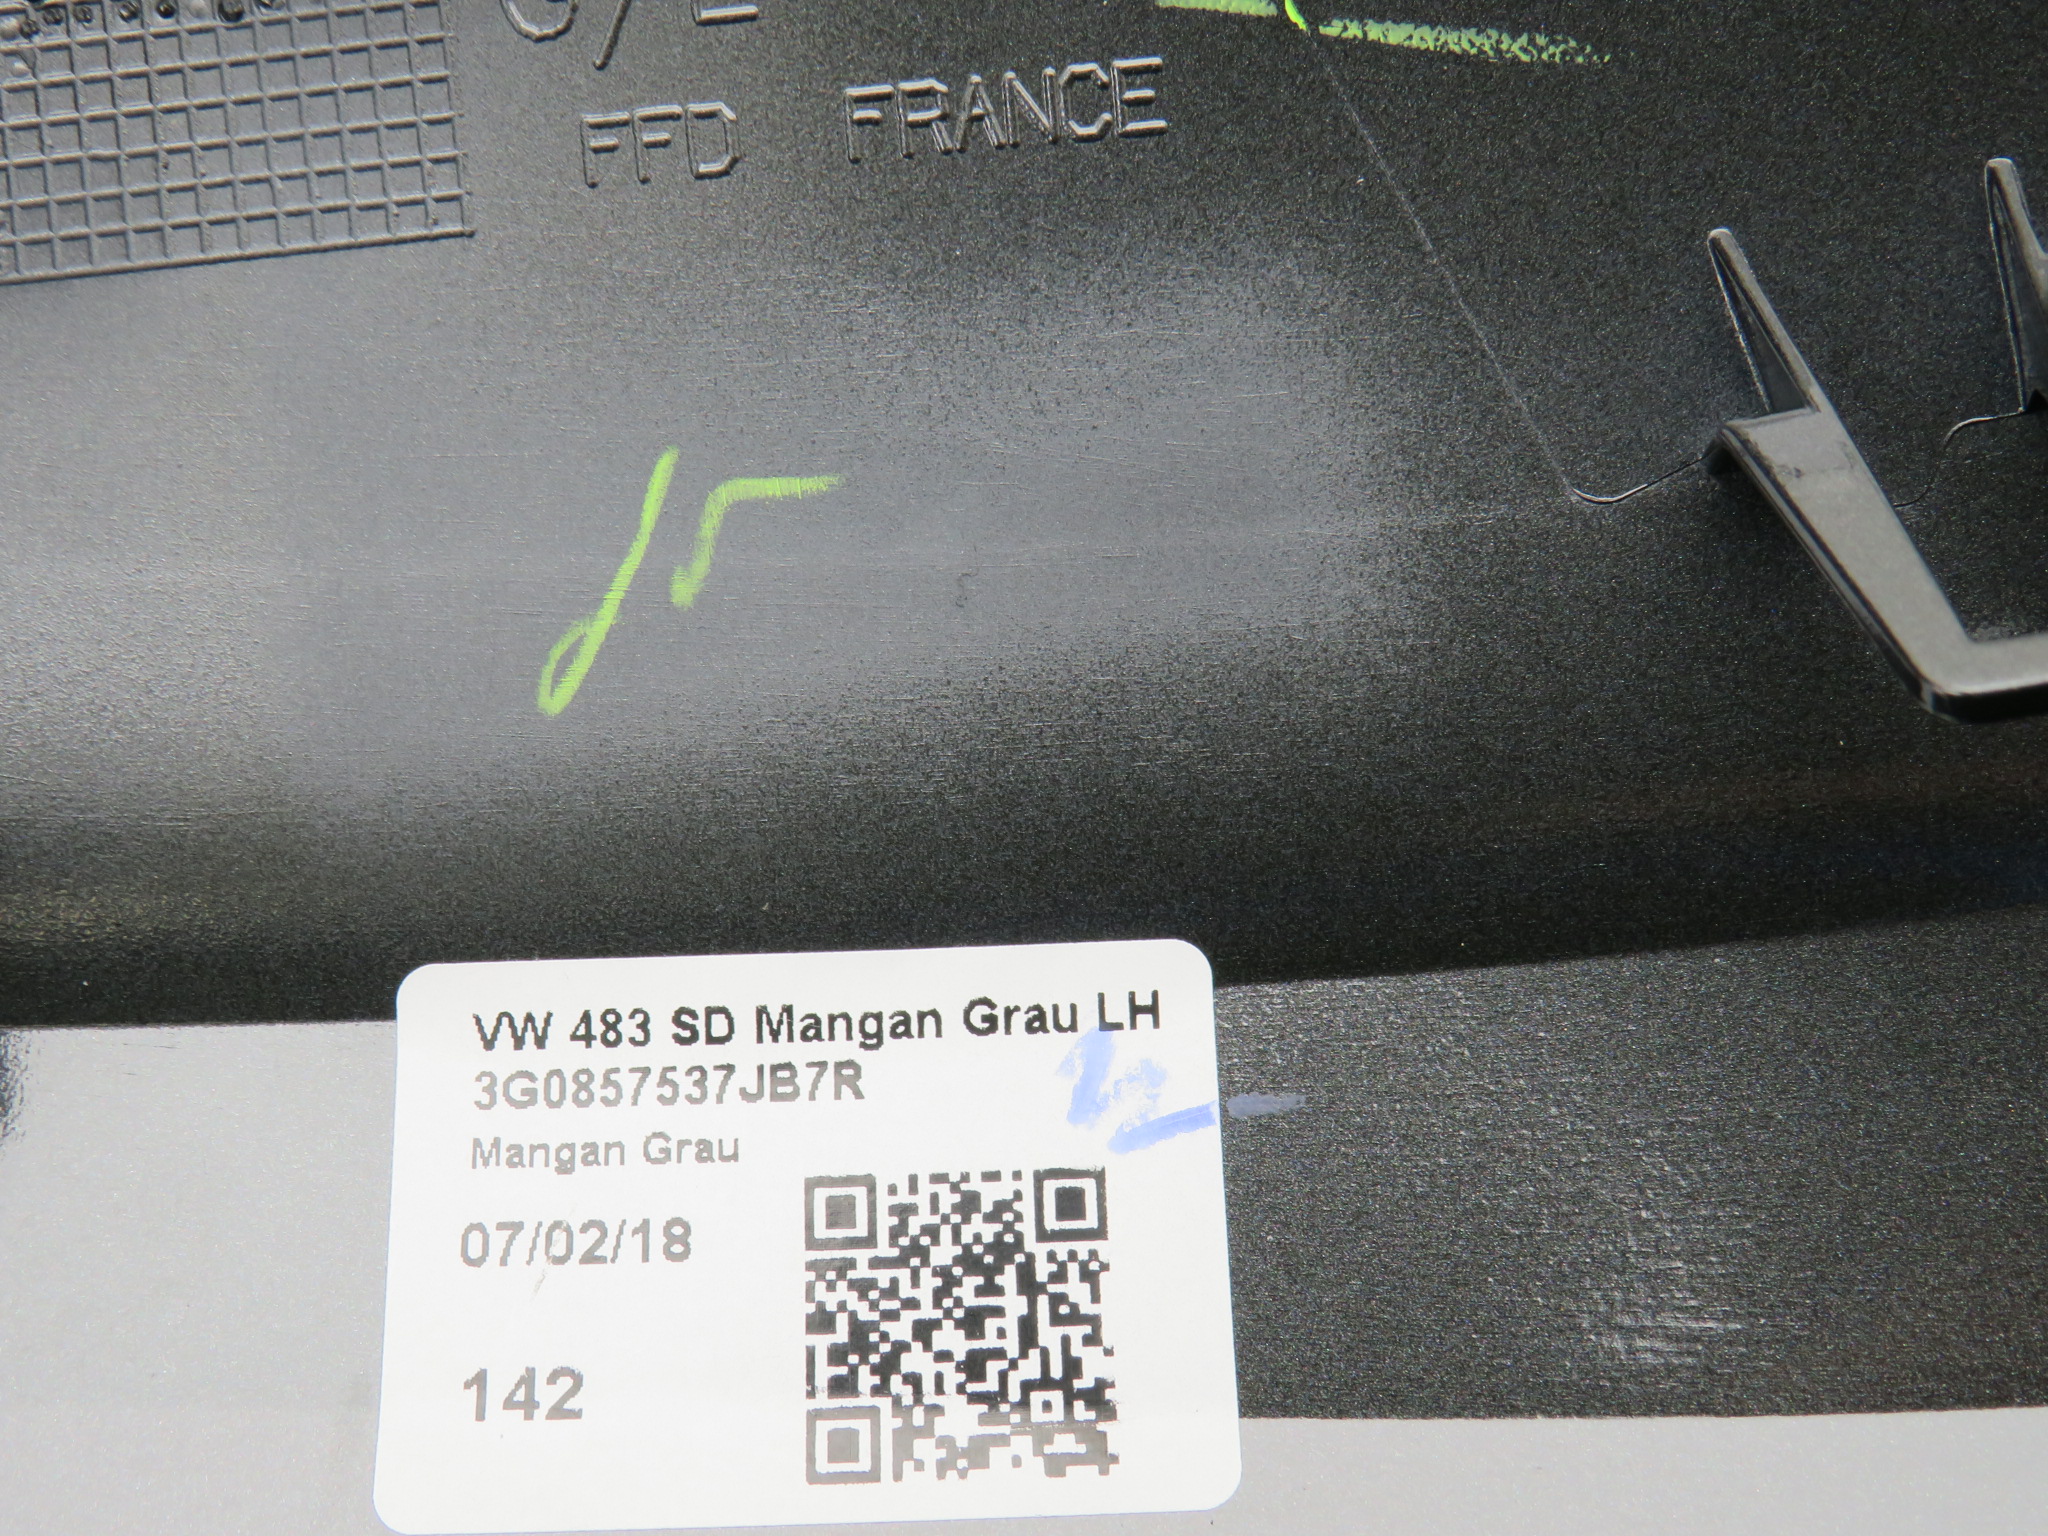 FFD FRANCE
VW 483 SD Mangan Grau LH
3G0857537JB7R
Mangan Grau
07/02/18
142